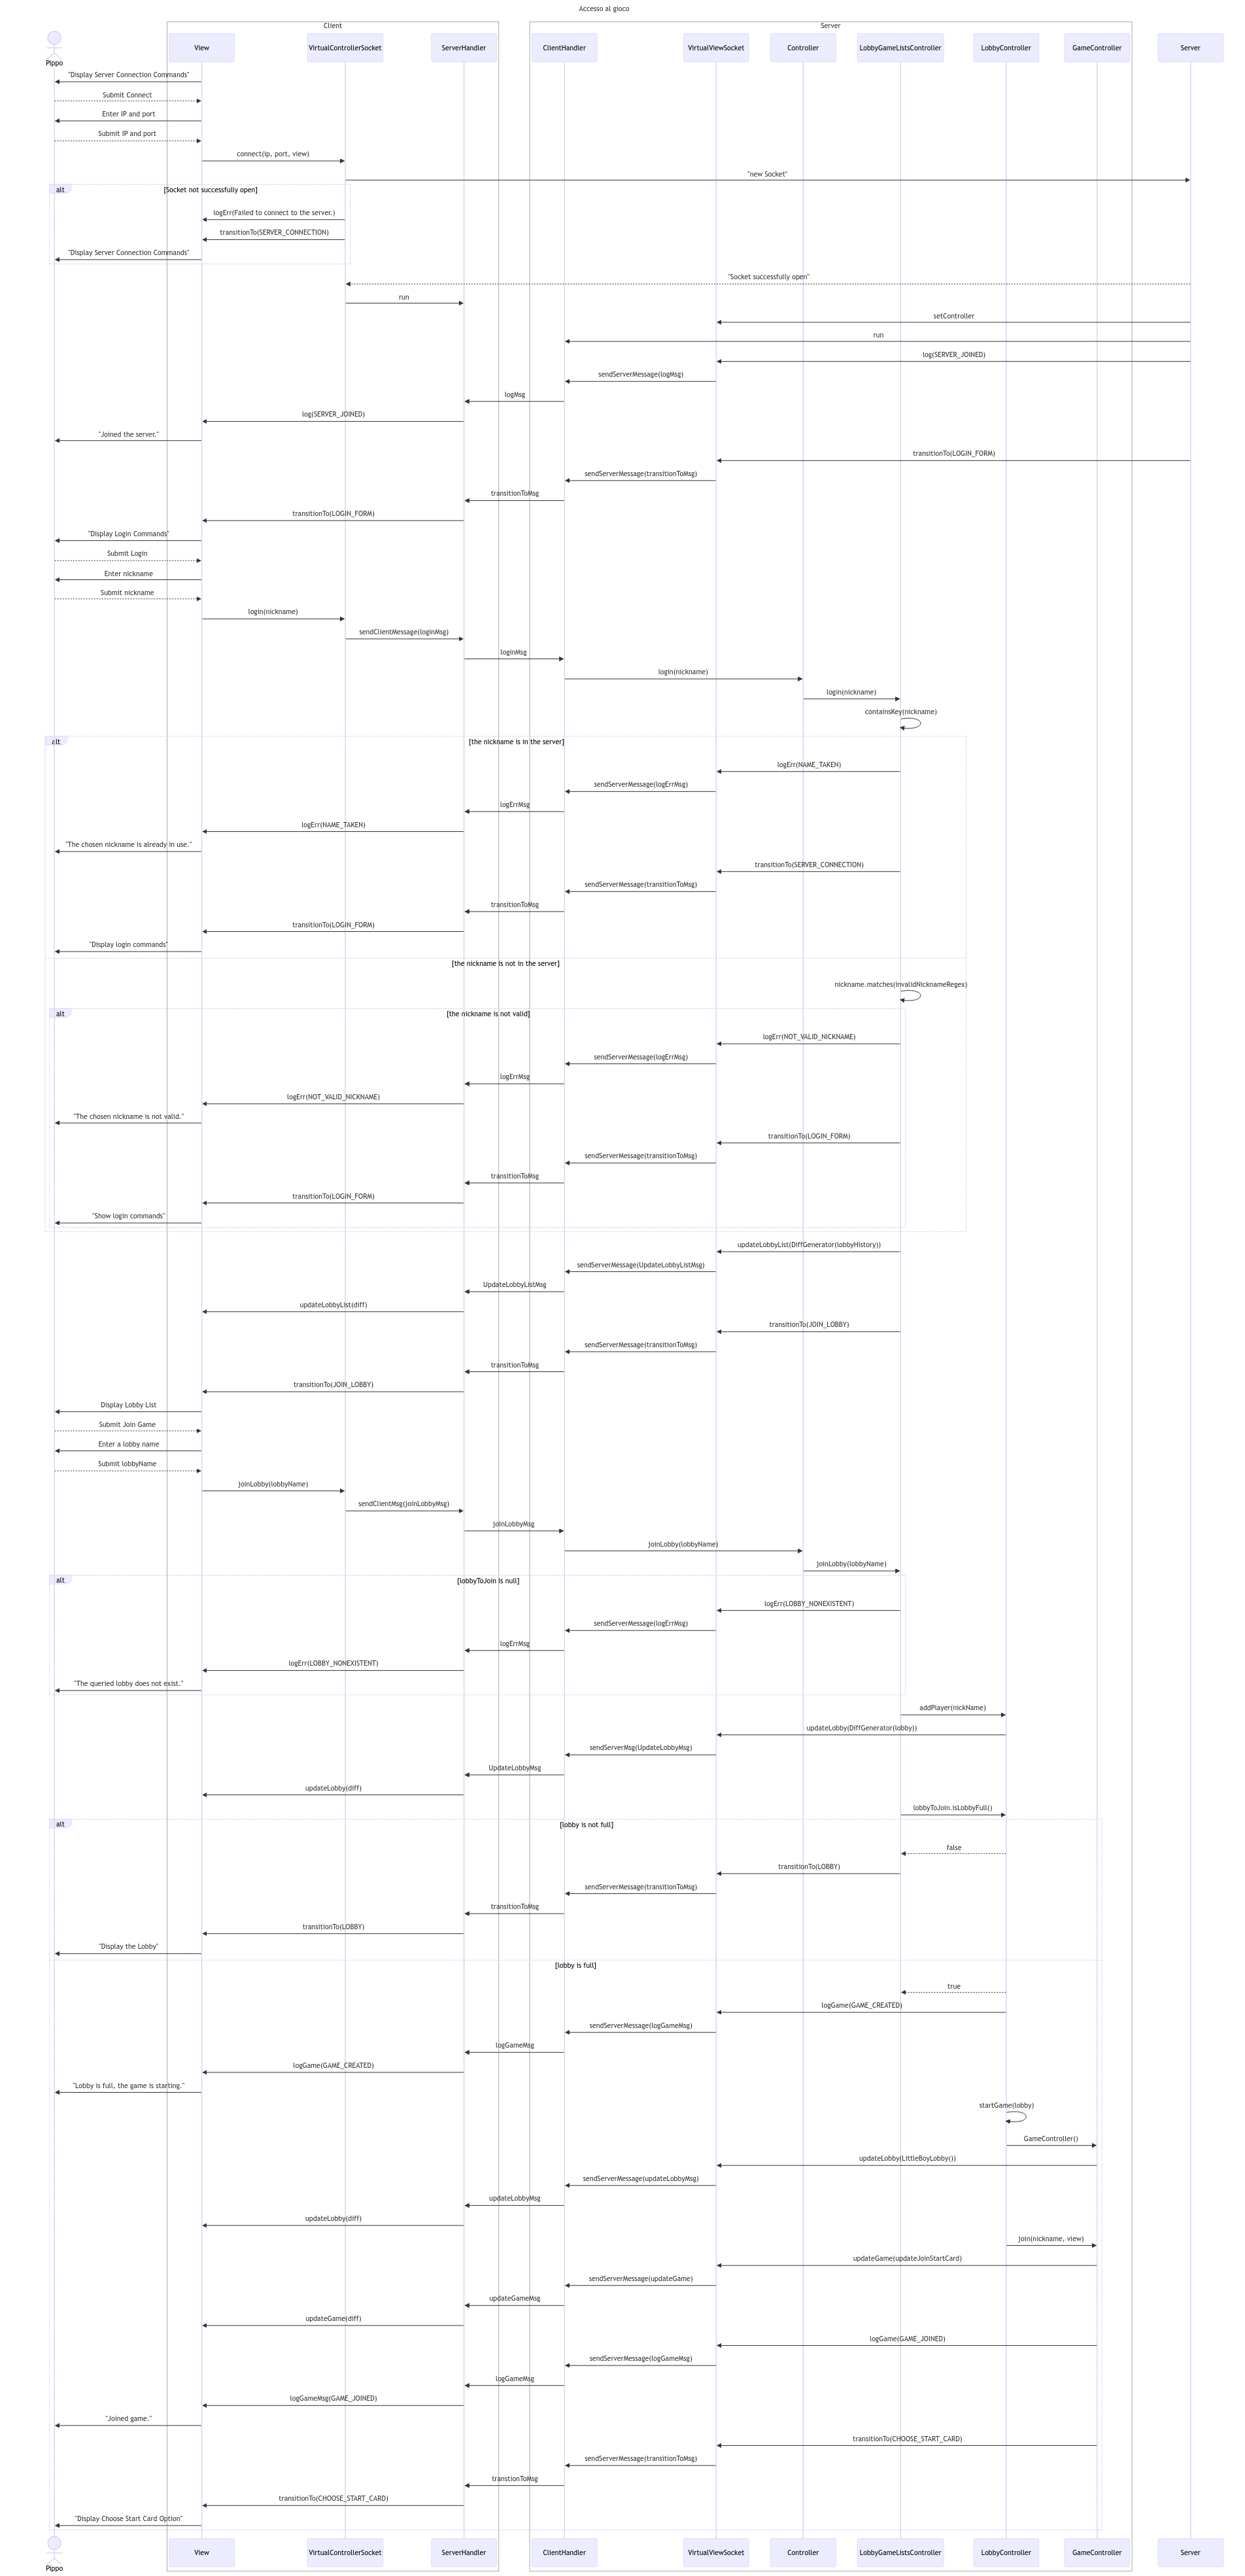 Accesso al gioco
Client
Server
Pippo
View
VirtualControllerSocket
ServerHandler
ClientHandler
VirtualViewSocket
Controller
LobbyGameListsController
LobbyController
GameController
Server
"Display Server Connection Commands"
Submit Connect
Enter IP and port
Submit IP and port
connect(ip, port, view)
"new Socket"
alt
[Socket not successfully open]
logErr(Failed to connect to the server.)
transitionTo(SERVER_CONNECTION)
"Display Server Connection Commands"
"Socket successfully open"
run
setController
run
log(SERVER_JOINED)
sendServerMessage(logMsg)
logMsg
log(SERVER_JOINED)
"Joined the server."
transitionTo(LOGIN_FORM)
sendServerMessage(transitionToMsg)
transitionToMsg
transitionTo(LOGIN_FORM)
"Display Login Commands"
Submit Login
Enter nickname
Submit nickname
login(nickname)
sendClientMessage(loginMsg)
loginMsg
login(nickname)
login(nickname)
containsKey(nickname)
alt
[the nickname is in the server]
logErr(NAME_TAKEN)
sendServerMessage(logErrMsg)
logErrMsg
logErr(NAME_TAKEN)
"The chosen nickname is already in use."
transitionTo(SERVER_CONNECTION)
sendServerMessage(transitionToMsg)
transitionToMsg
transitionTo(LOGIN_FORM)
"Display login commands"
[the nickname is not in the server]
nickname.matches(invalidNicknameRegex)
alt
[the nickname is not valid]
logErr(NOT_VALID_NICKNAME)
sendServerMessage(logErrMsg)
logErrMsg
logErr(NOT_VALID_NICKNAME)
"The chosen nickname is not valid."
transitionTo(LOGIN_FORM)
sendServerMessage(transitionToMsg)
transitionToMsg
transitionTo(LOGIN_FORM)
"Show login commands"
updateLobbyList(DiffGenerator(lobbyHistory))
sendServerMessage(UpdateLobbyListMsg)
UpdateLobbyListMsg
updateLobbyList(diff)
transitionTo(JOIN_LOBBY)
sendServerMessage(transitionToMsg)
transitionToMsg
transitionTo(JOIN_LOBBY)
Display Lobby List
Submit Join Game
Enter a lobby name
Submit lobbyName
joinLobby(lobbyName)
sendClientMsg(joinLobbyMsg)
joinLobbyMsg
joinLobby(lobbyName)
joinLobby(lobbyName)
alt
[lobbyToJoin is null]
logErr(LOBBY_NONEXISTENT)
sendServerMessage(logErrMsg)
logErrMsg
logErr(LOBBY_NONEXISTENT)
"The queried lobby does not exist."
addPlayer(nickName)
updateLobby(DiffGenerator(lobby))
sendServerMsg(UpdateLobbyMsg)
UpdateLobbyMsg
updateLobby(diff)
lobbyToJoin.isLobbyFull()
alt
[lobby is not full]
false
transitionTo(LOBBY)
sendServerMessage(transitionToMsg)
transitionToMsg
transitionTo(LOBBY)
"Display the Lobby"
[lobby is full]
true
logGame(GAME_CREATED)
sendServerMessage(logGameMsg)
logGameMsg
logGame(GAME_CREATED)
"Lobby is full, the game is starting."
startGame(lobby)
GameController()
updateLobby(LittleBoyLobby())
sendServerMessage(updateLobbyMsg)
updateLobbyMsg
updateLobby(diff)
join(nickname, view)
updateGame(updateJoinStartCard)
sendServerMessage(updateGame)
updateGameMsg
updateGame(diff)
logGame(GAME_JOINED)
sendServerMessage(logGameMsg)
logGameMsg
logGameMsg(GAME_JOINED)
"Joined game."
transitionTo(CHOOSE_START_CARD)
sendServerMessage(transitionToMsg)
transtionToMsg
transitionTo(CHOOSE_START_CARD)
"Display Choose Start Card Option"
Pippo
View
VirtualControllerSocket
ServerHandler
ClientHandler
VirtualViewSocket
Controller
LobbyGameListsController
LobbyController
GameController
Server